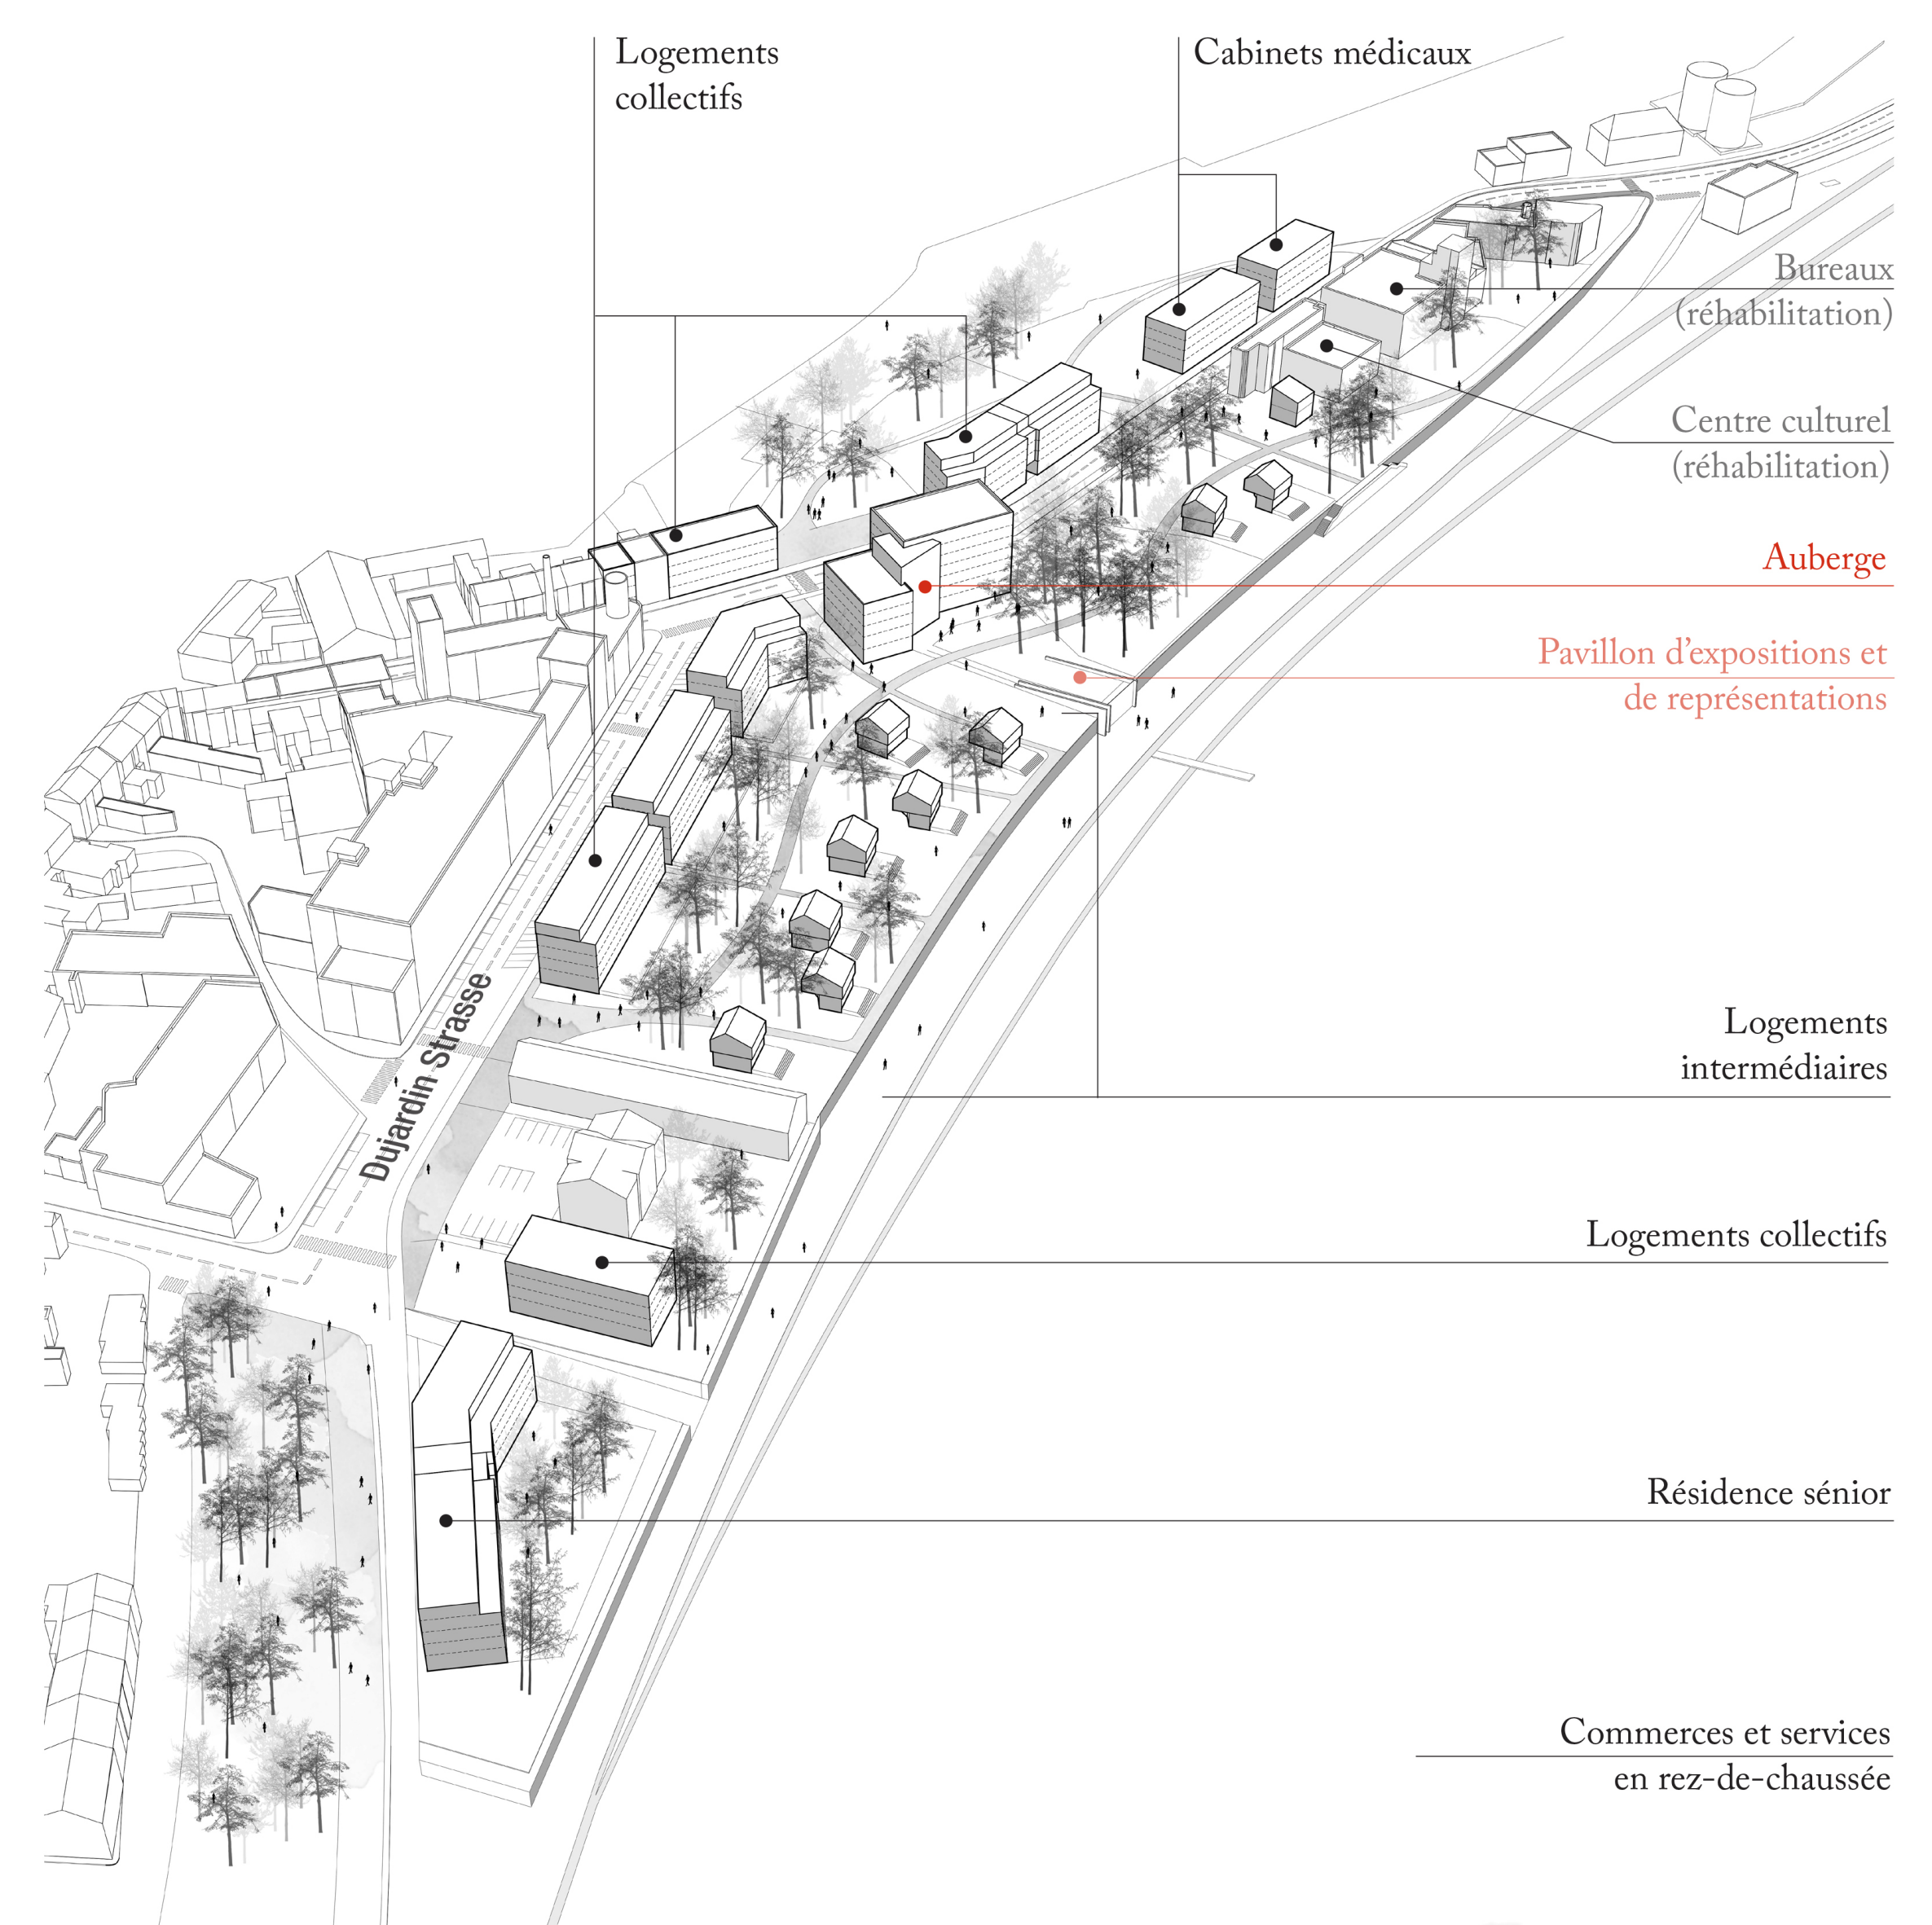 Logements
collectifs
Cabinets médicaux
Bureaux
(réhabilitation)
Centre culturel
(réhabilitation)
Auberge
Pavillon d’expositions et
de représentations
Dujardin Strasse
Logements
intermédiaires
Logements collectifs
Résidence sénior
Commerces et services
en rez-de-chaussée